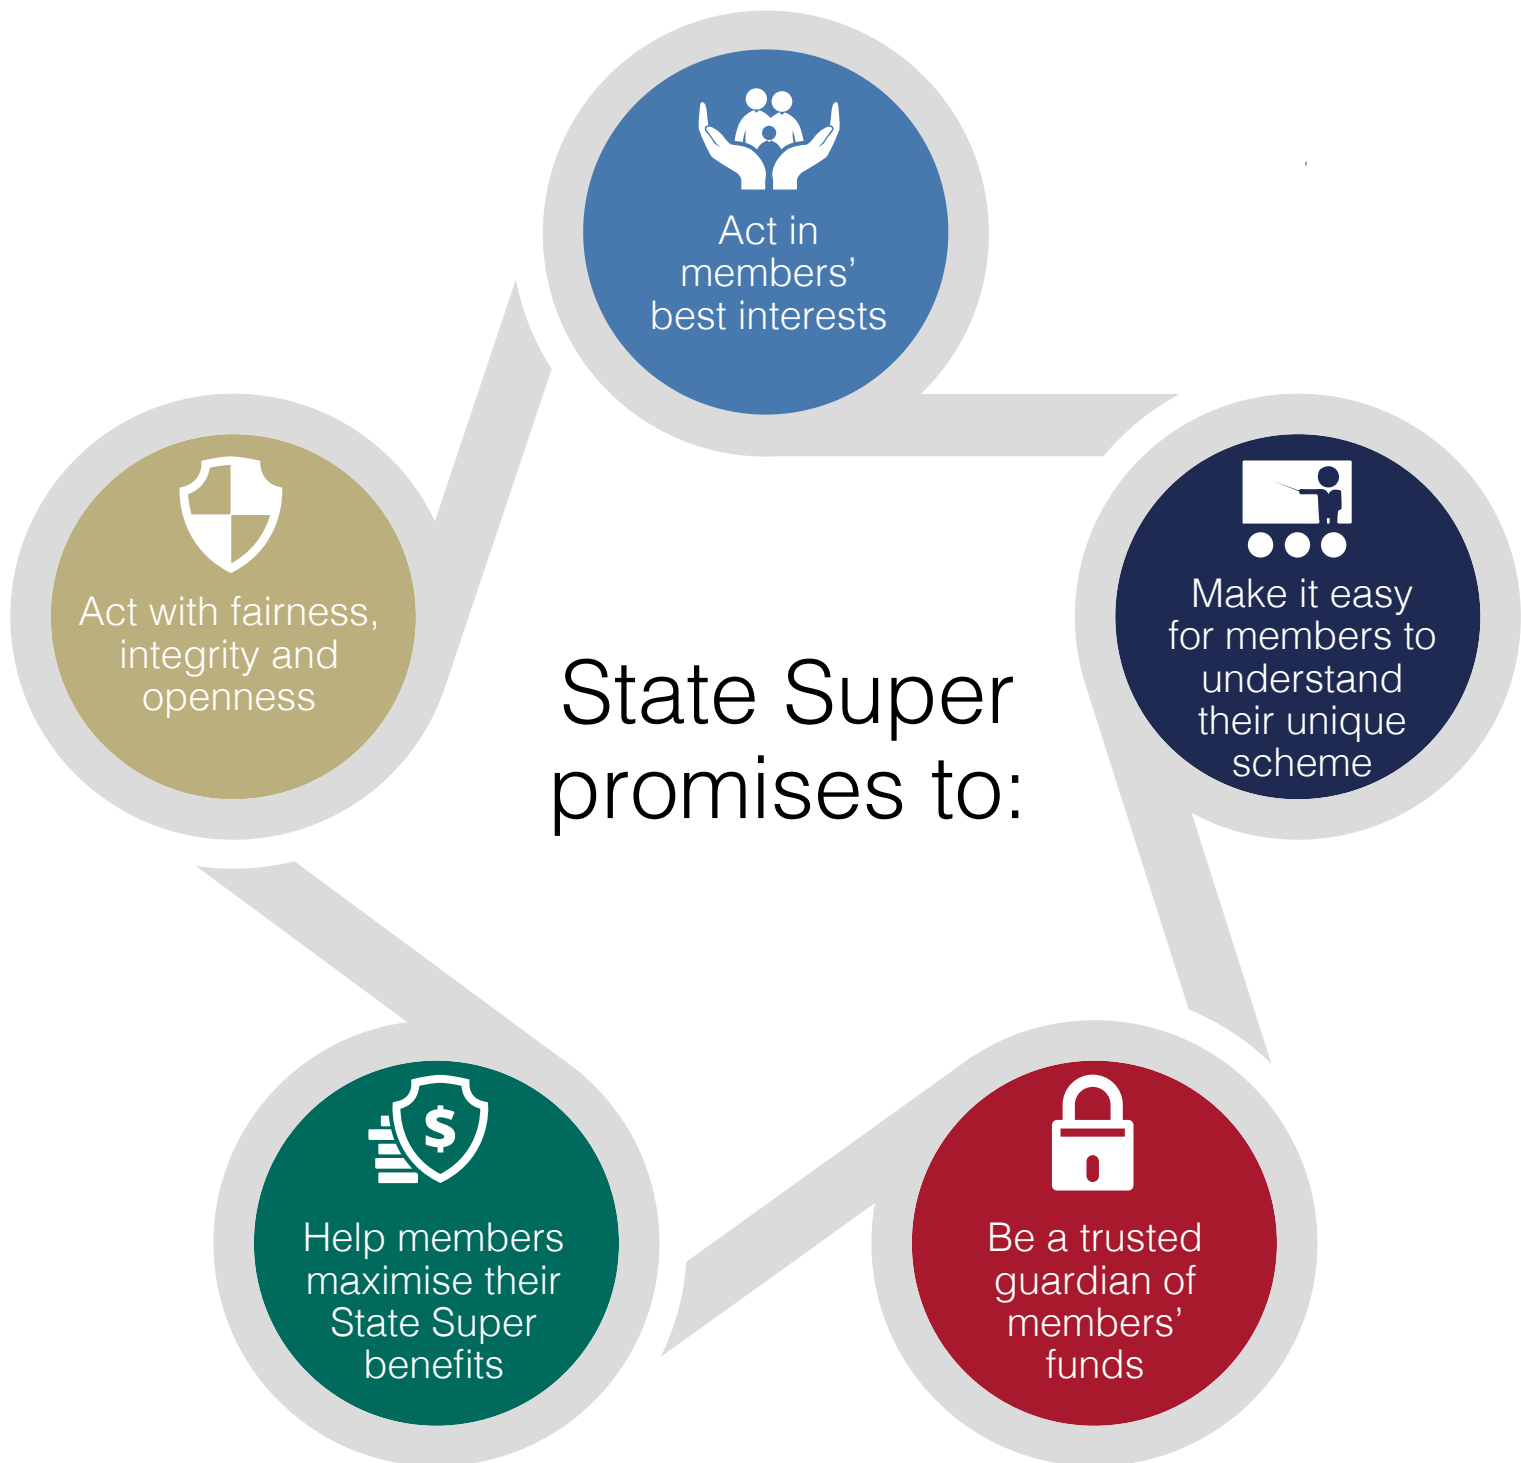 Act in
members’
best interests
Make it easy
for members to
understand
their unique
scheme
Act with fairness,
integrity and
openness
State Super
promises to:
$
Help members
maximise their
State Super
benefits
Be a trusted
guardian of
members’
funds